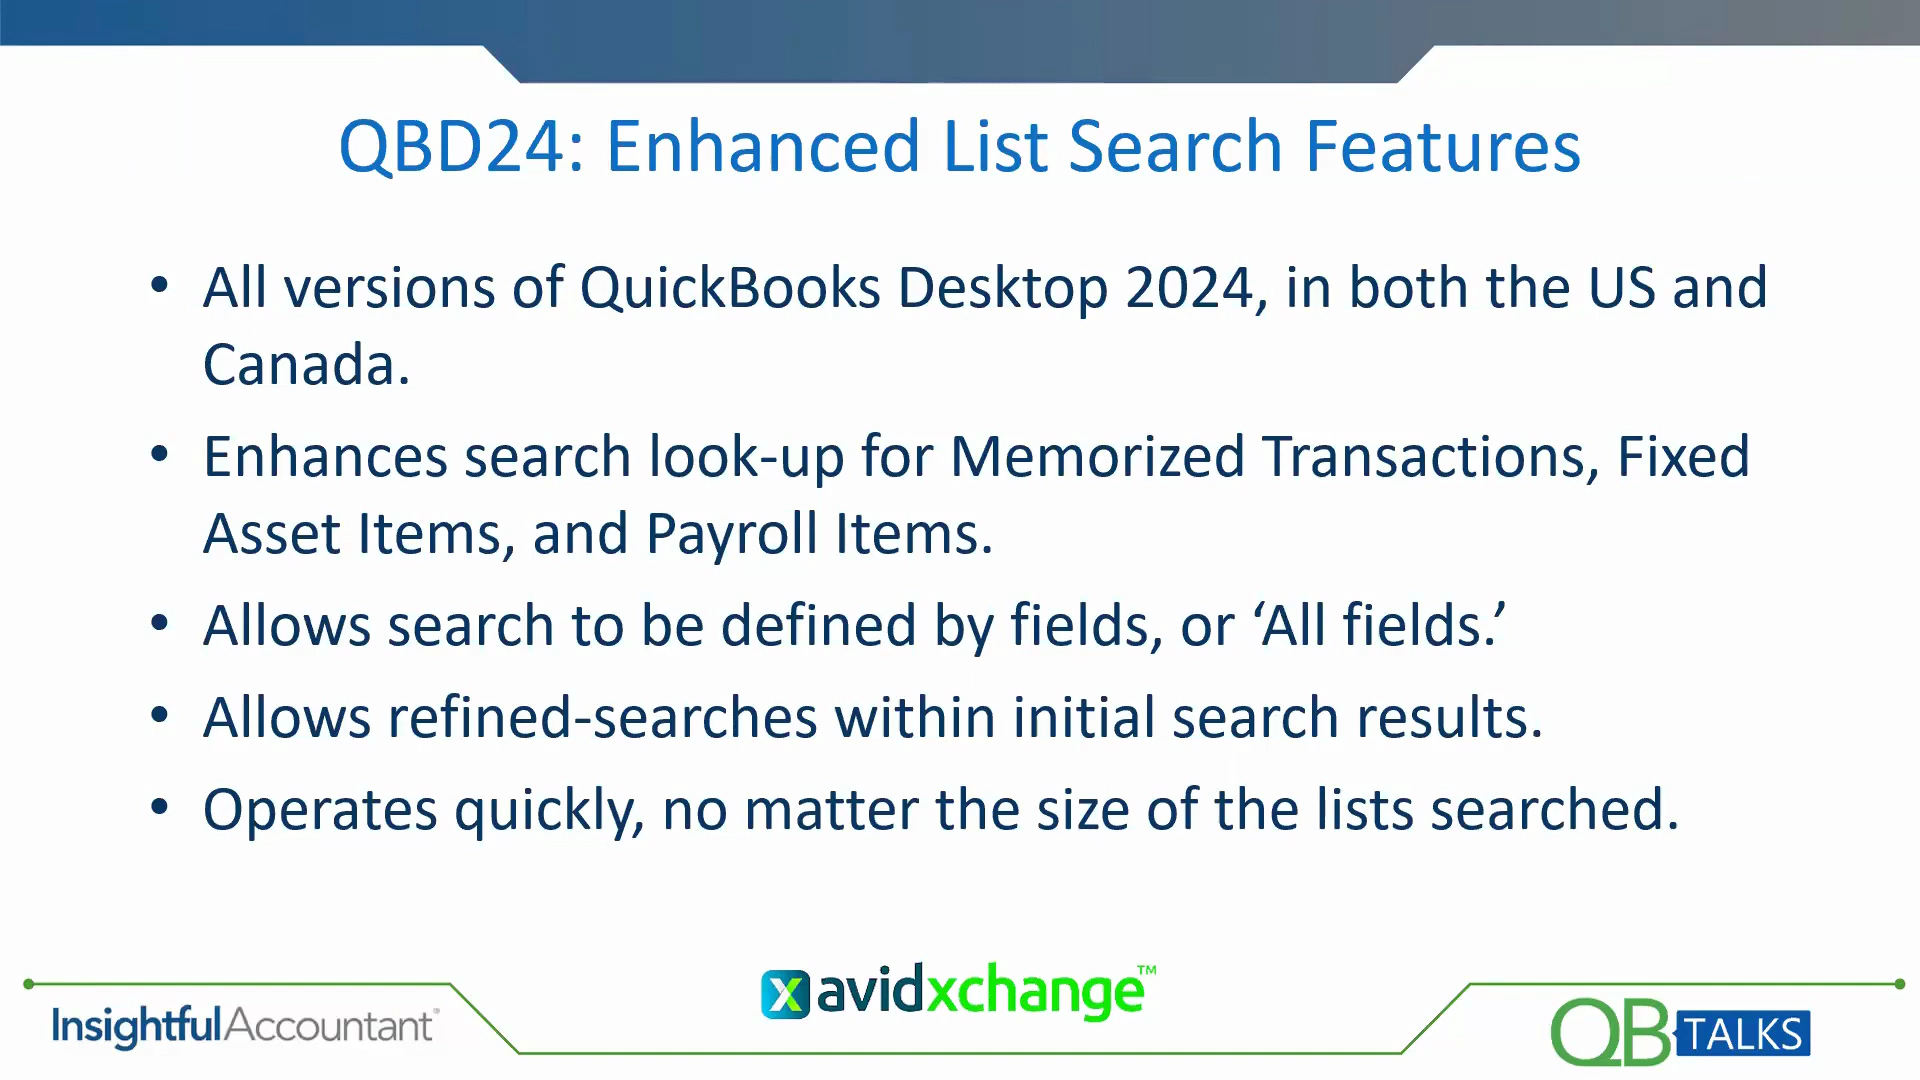 QBD24: Enhanced List Search Features
• All versions of QuickBooks Desktop 2024, in both the US and
Canada.
• Enhances search look-up for Memorized Transactions, Fixed
Asset Items, and Payroll Items.
• Allows search to be defined by fields, or ‘All fields.’
• Allows refined-searches within initial search results.
• Operates quickly, no matter the size of the lists searched.
x avidxchange™
InsightfulAccountant®
QB TALKS